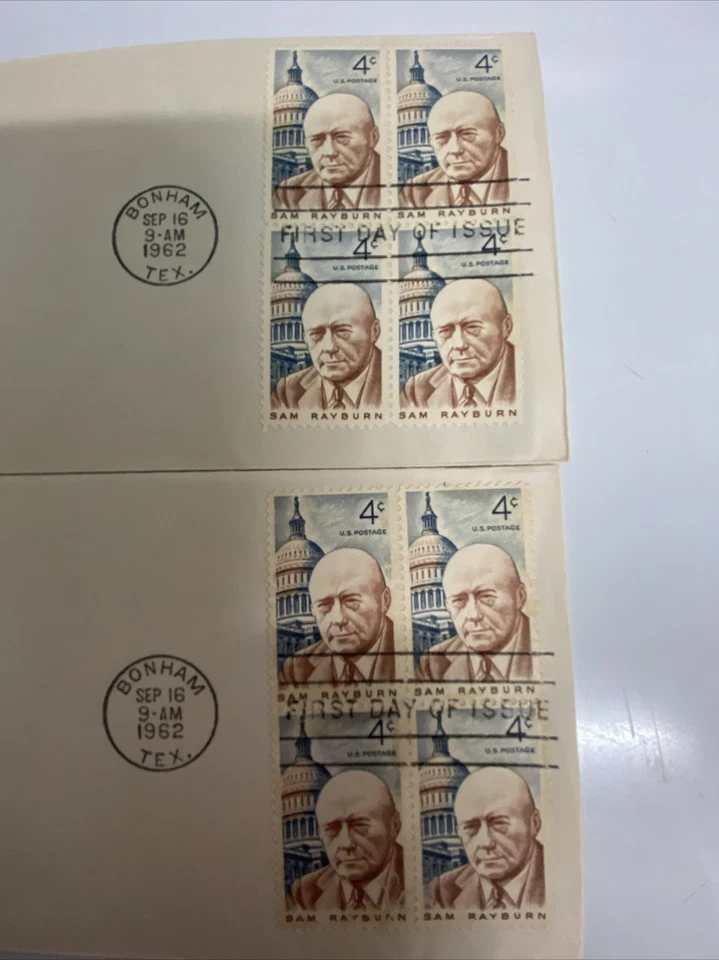 4¢ 4¢
U.S. POSTAGE U.S. POSTAGE
BONHAM
SEP 16
9-AM
1962
TEX.
SAM RAYBURN SAM RAYBURN
FIRST DAY OF ISSUE
4¢ 4¢
U.S. POSTAGE U.S. POSTAGE
SAM RAYBURN SAM RAYBURN
4¢ 4¢
U.S. POSTAGE U.S. POSTAGE
BONHAM
SEP 16
9-AM
1962
TEX.
SAM RAYBURN SAM RAYBURN
FIRST DAY OF ISSUE
4¢ 4¢
U.S. POSTAGE U.S. POSTAGE
SAM RAYBURN SAM RAYBURN